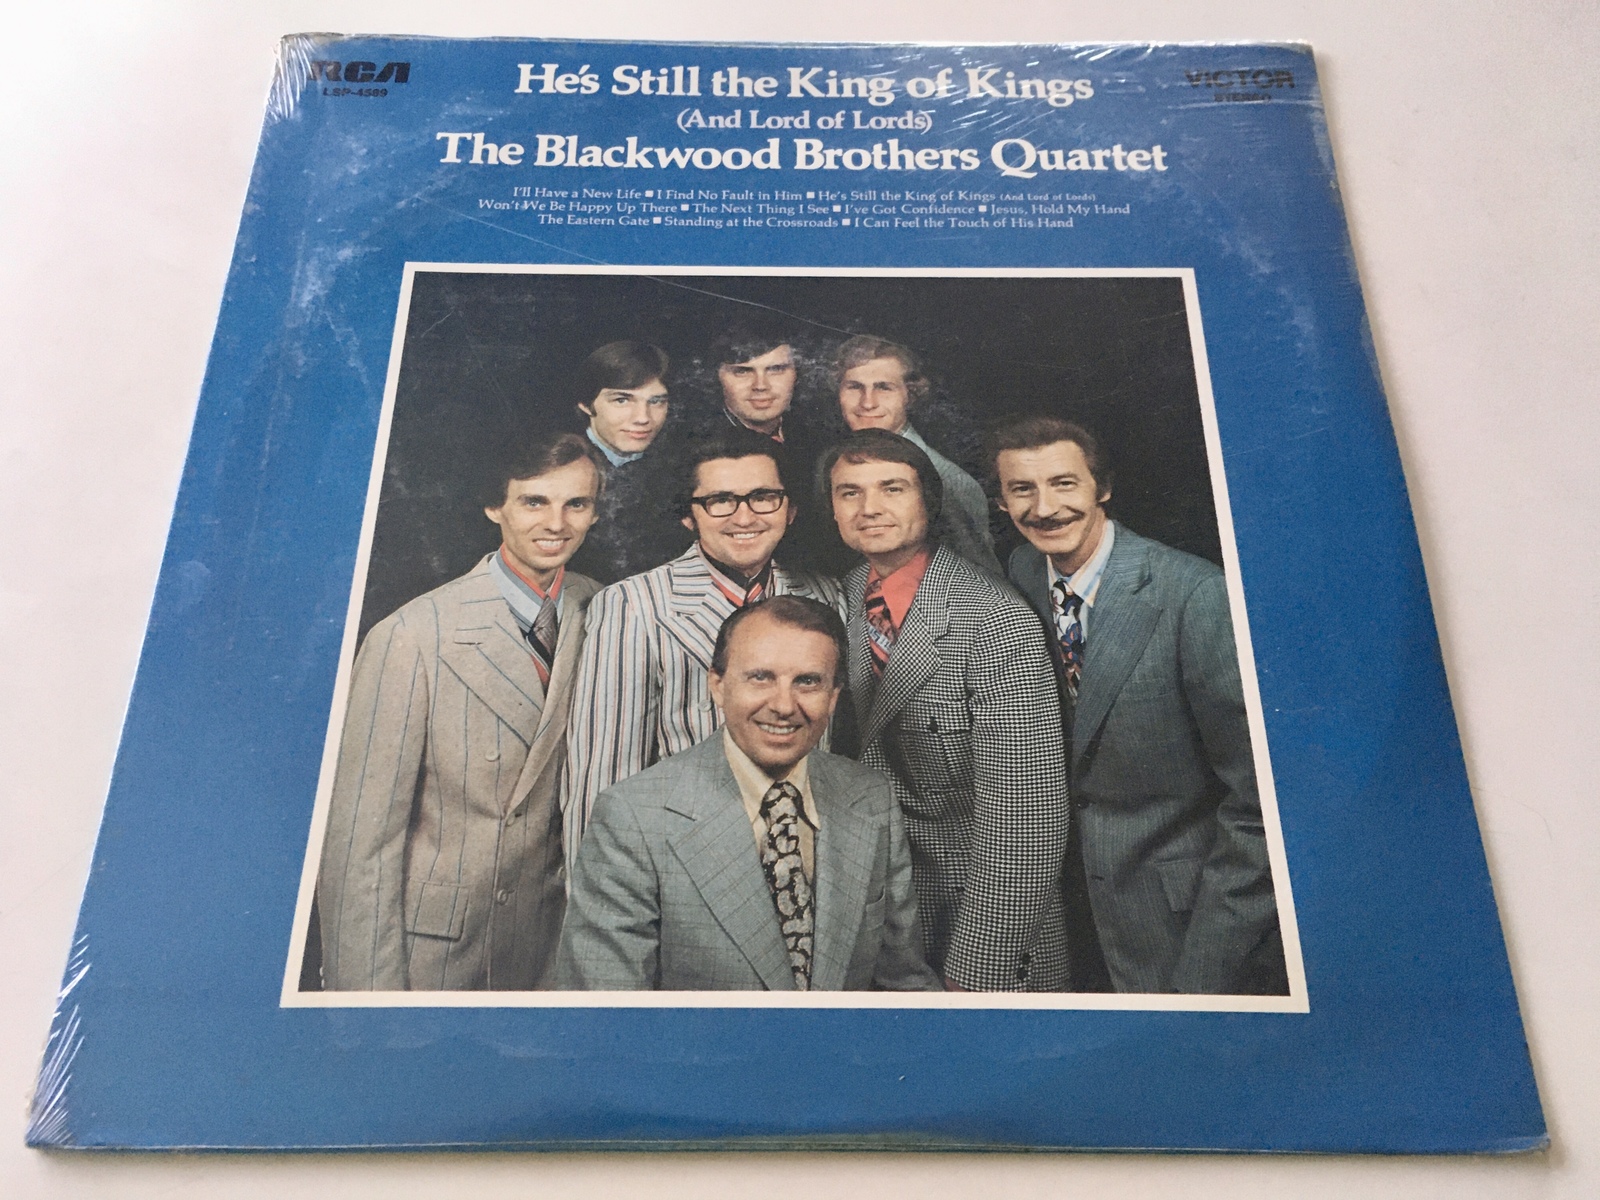 RCA
LSP-4589
VICTOR
STEREO
He's Still the King of Kings
(And Lord of Lords)
The Blackwood Brothers Quartet
I'll Have a New Life ■ I Find No Fault in Him ■ He's Still the King of Kings (And Lord of Lords)
Won't We Be Happy Up There ■ The Next Thing I See ■ I've Got Confidence ■ Jesus, Hold My Hand
The Eastern Gate ■ Standing at the Crossroads ■ I Can Feel the Touch of His Hand